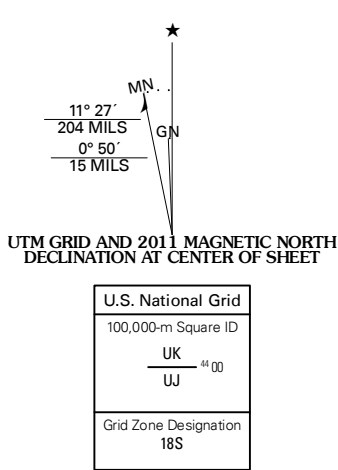 MN
GN
11° 27´
204 MILS
0° 50´
15 MILS
UTM GRID AND 2011 MAGNETIC NORTH
DECLINATION AT CENTER OF SHEET
U.S. National Grid
100,000-m Square ID
UK
44 00
UJ
Grid Zone Designation
18S